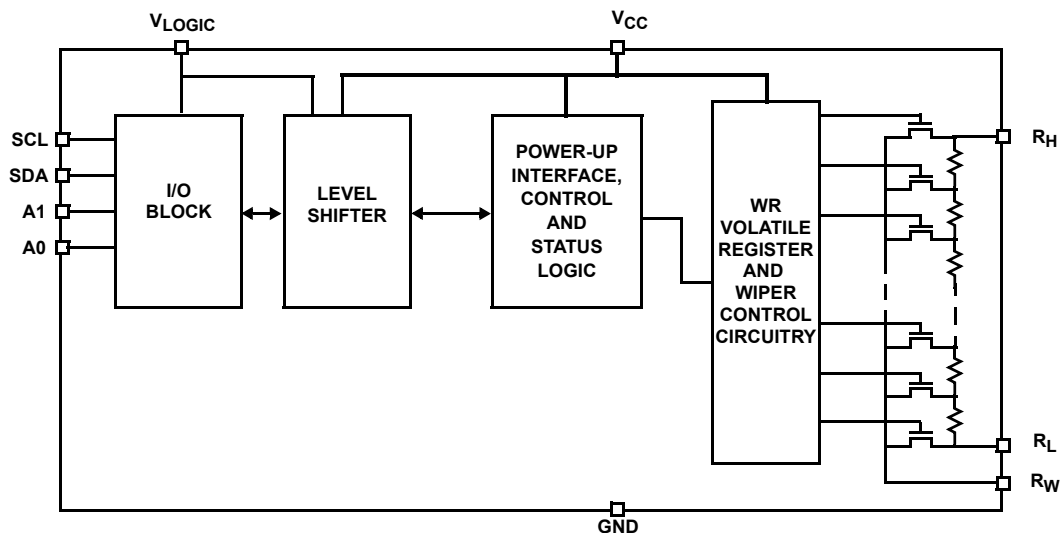 VLOGIC
VCC
SCL
SDA
A1
A0
I/O
BLOCK
LEVEL
SHIFTER
POWER-UP
INTERFACE,
CONTROL
AND
STATUS
LOGIC
WR
VOLATILE
REGISTER
AND
WIPER
CONTROL
CIRCUITRY
RH
RL
RW
GND